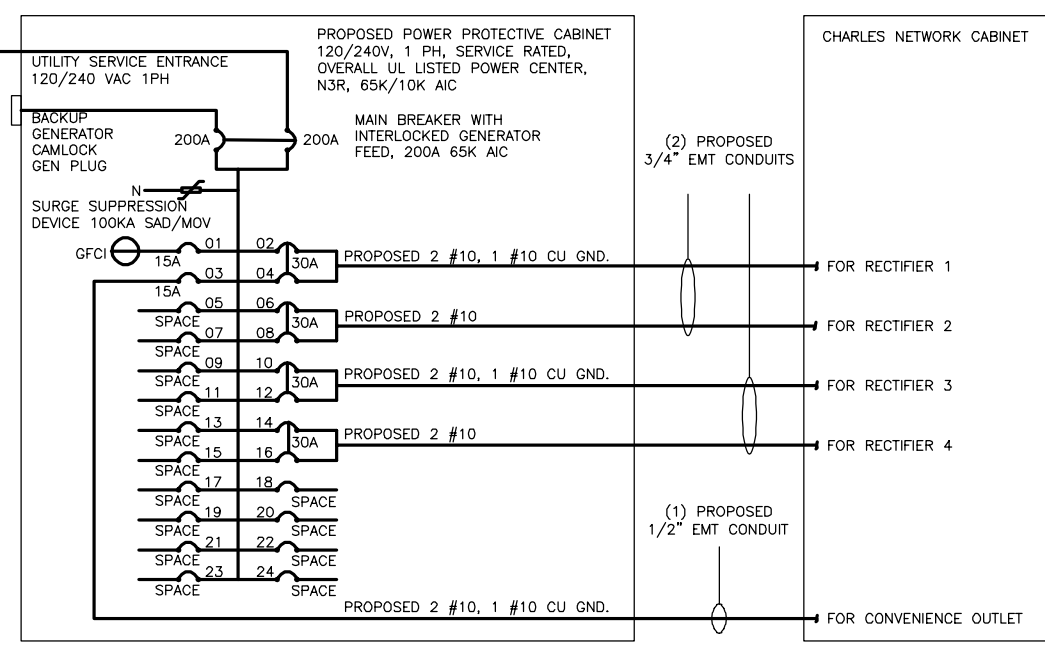 PROPOSED POWER PROTECTIVE CABINET
120/240V, 1 PH, SERVICE RATED,
OVERALL UL LISTED POWER CENTER,
N3R, 65K/10K AIC
CHARLES NETWORK CABINET
UTILITY SERVICE ENTRANCE
120/240 VAC 1PH
BACKUP
GENERATOR
CAMLOCK
GEN PLUG
200A
200A
MAIN BREAKER WITH
INTERLOCKED GENERATOR
FEED, 200A 65K AIC
(2) PROPOSED
3/4" EMT CONDUITS
N
SURGE SUPPRESSION
DEVICE 100KA SAD/MOV
GFCI
15A
01
02
30A
PROPOSED 2 #10, 1 #10 CU GND.
FOR RECTIFIER 1
15A
03
04
SPACE
05
06
30A
PROPOSED 2 #10
FOR RECTIFIER 2
SPACE
07
08
SPACE
09
10
30A
PROPOSED 2 #10, 1 #10 CU GND.
FOR RECTIFIER 3
SPACE
11
12
SPACE
13
14
30A
PROPOSED 2 #10
FOR RECTIFIER 4
SPACE
15
16
SPACE
17
18
SPACE
SPACE
19
20
SPACE
SPACE
21
22
SPACE
SPACE
23
24
SPACE
(1) PROPOSED
1/2" EMT CONDUIT
PROPOSED 2 #10, 1 #10 CU GND.
FOR CONVENIENCE OUTLET